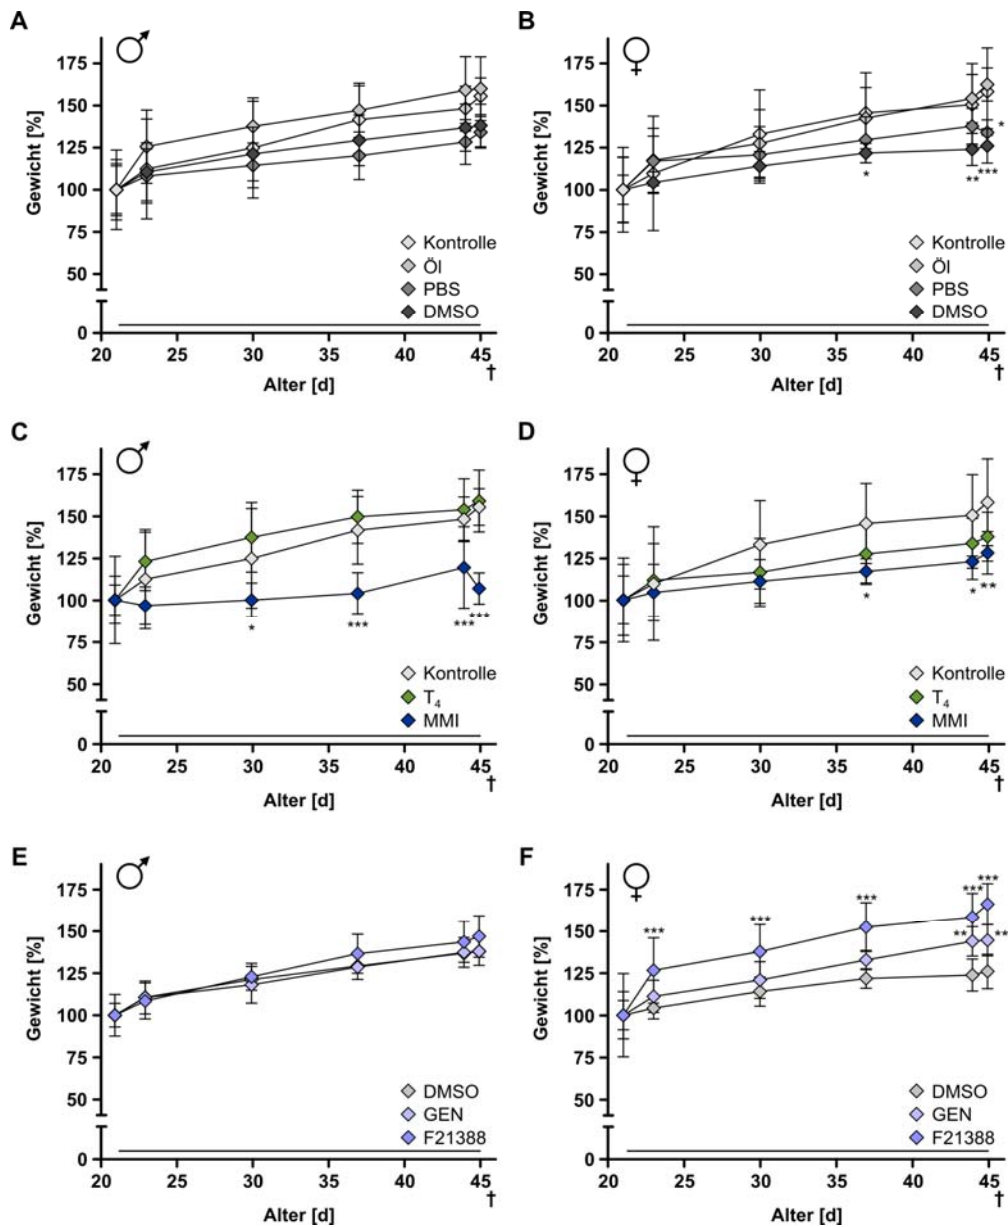 A
Gewicht [%]
175
150
125
100
75
50
0
Kontrolle
Öl
PBS
DMSO
20 25 30 35 40 45
†
Alter [d]
B
Gewicht [%]
175
150
125
100
75
50
0
*
* ** ***
Kontrolle
Öl
PBS
DMSO
20 25 30 35 40 45
†
Alter [d]
C
Gewicht [%]
175
150
125
100
75
50
0
* *** *** ***
Kontrolle
T₄
MMI
20 25 30 35 40 45
†
Alter [d]
D
Gewicht [%]
175
150
125
100
75
50
0
* * **
Kontrolle
T₄
MMI
20 25 30 35 40 45
†
Alter [d]
E
Gewicht [%]
175
150
125
100
75
50
0
DMSO
GEN
F21388
20 25 30 35 40 45
†
Alter [d]
F
Gewicht [%]
175
150
125
100
75
50
0
*** *** *** *** ***
** **
DMSO
GEN
F21388
20 25 30 35 40 45
†
Alter [d]